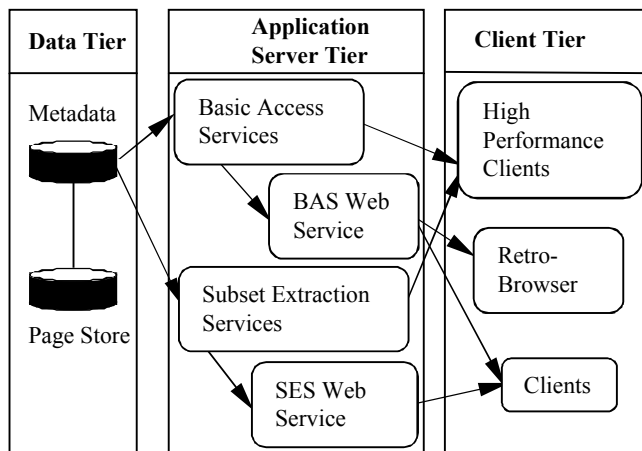 Data Tier
Metadata
Page Store
Application
Server Tier
Basic Access
Services
BAS Web
Service
Subset Extraction
Services
SES Web
Service
Client Tier
High
Performance
Clients
Retro-
Browser
Clients